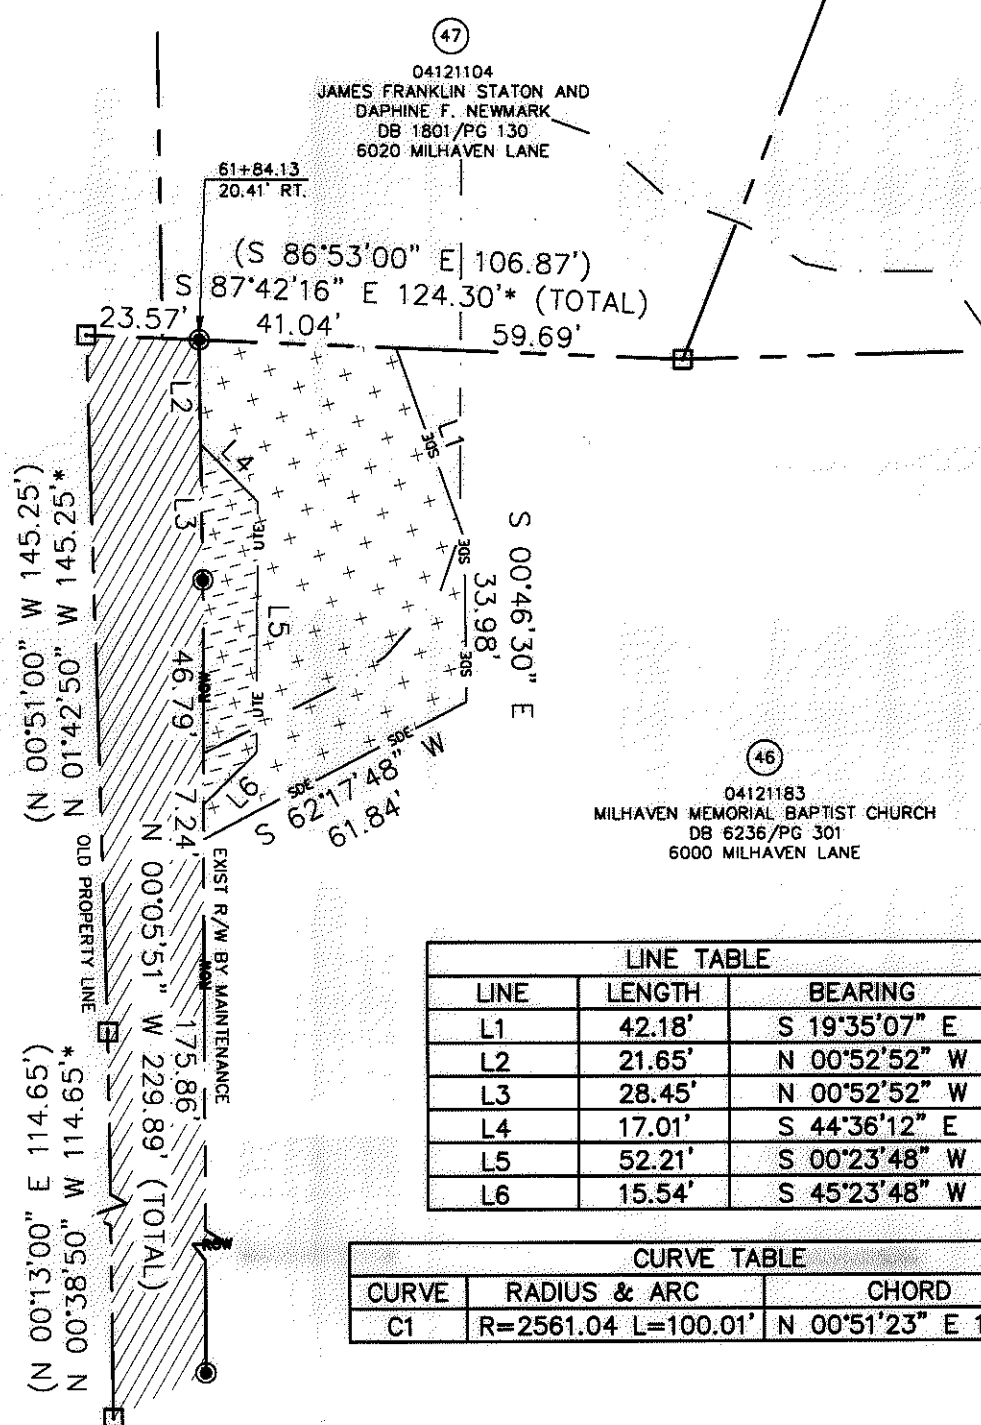 47
04121104
JAMES FRANKLIN STATON AND
DAPHINE F. NEWMARK
DB 1801/PG 130
6020 MILHAVEN LANE
61+84.13
20.41' RT.
(S 86°53'00" E 106.87')
S 87°42'16" E 124.30'* (TOTAL)
23.57'
41.04'
59.69'
L2
L4
L1
SDE
L3
UTE
SDE
S 00°46'30" E
33.98'
L5
SDE
(N 00°51'00" W 145.25')
N 01°42'50" W 145.25'*
46.79'
UTE
SDE
SDE
S 62°17'48" W
61.84'
L6
7.24'
46
04121183
MILHAVEN MEMORIAL BAPTIST CHURCH
DB 6236/PG 301
6000 MILHAVEN LANE
OLD PROPERTY LINE
N 00°05'51" W 229.89' (TOTAL)
EXIST R/W BY MAINTENANCE
175.86'
(N 00°13'00" E 114.65')
N 00°38'50" W 114.65'*
LINE TABLE
LINE LENGTH BEARING
L1 42.18' S 19°35'07" E
L2 21.65' N 00°52'52" W
L3 28.45' N 00°52'52" W
L4 17.01' S 44°36'12" E
L5 52.21' S 00°23'48" W
L6 15.54' S 45°23'48" W
CURVE TABLE
CURVE RADIUS & ARC CHORD
C1 R=2561.04 L=100.01' N 00°51'23" E 1